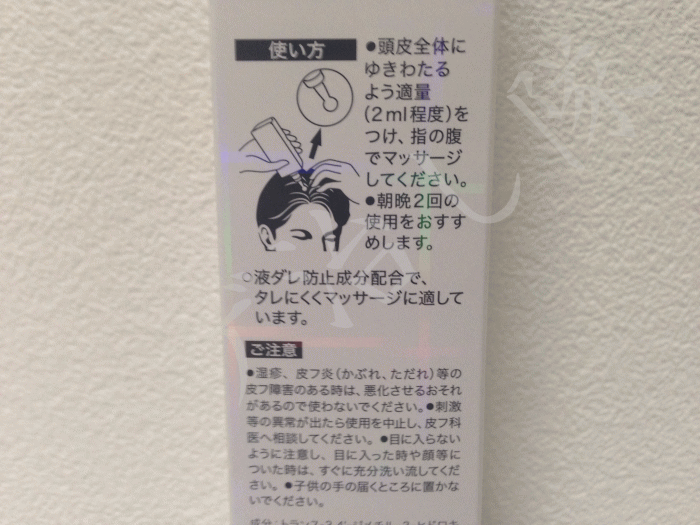 使い方
●頭皮全体に
ゆきわたる
よう適量
(2ml程度)を
つけ、指の腹
でマッサージ
してください。
●朝晩2回の
使用をおすす
めします。
○液ダレ防止成分配合で、
タレにくくマッサージに適して
います。
ご注意
●湿疹、皮フ炎(かぶれ、ただれ)等の
皮フ障害のある時は、悪化させるおそれ
があるので使わないでください。●刺激
等の異常が出たら使用を中止し、皮フ科
医へ相談してください。●目に入らない
ように注意し、目に入った時や顔等に
ついた時は、すぐに充分洗い流してくだ
さい。●子供の手の届くところに置かな
いでください。